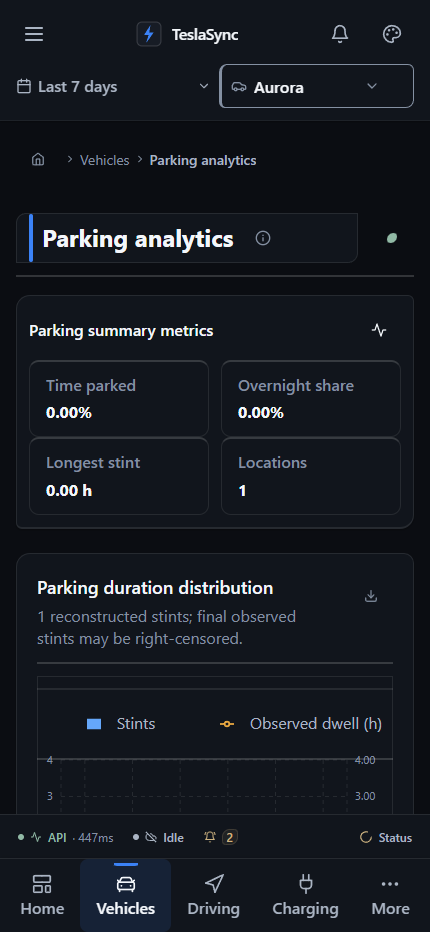 TeslaSync
Last 7 days
Aurora
Vehicles
Parking analytics
Parking analytics
Parking summary metrics
Time parked
0.00%
Overnight share
0.00%
Longest stint
0.00 h
Locations
1
Parking duration distribution
1 reconstructed stints; final observed
stints may be right-censored.
Stints
Observed dwell (h)
4
4.00
3
3.00
API · 447ms
Idle
2
Status
Home
Vehicles
Driving
Charging
More